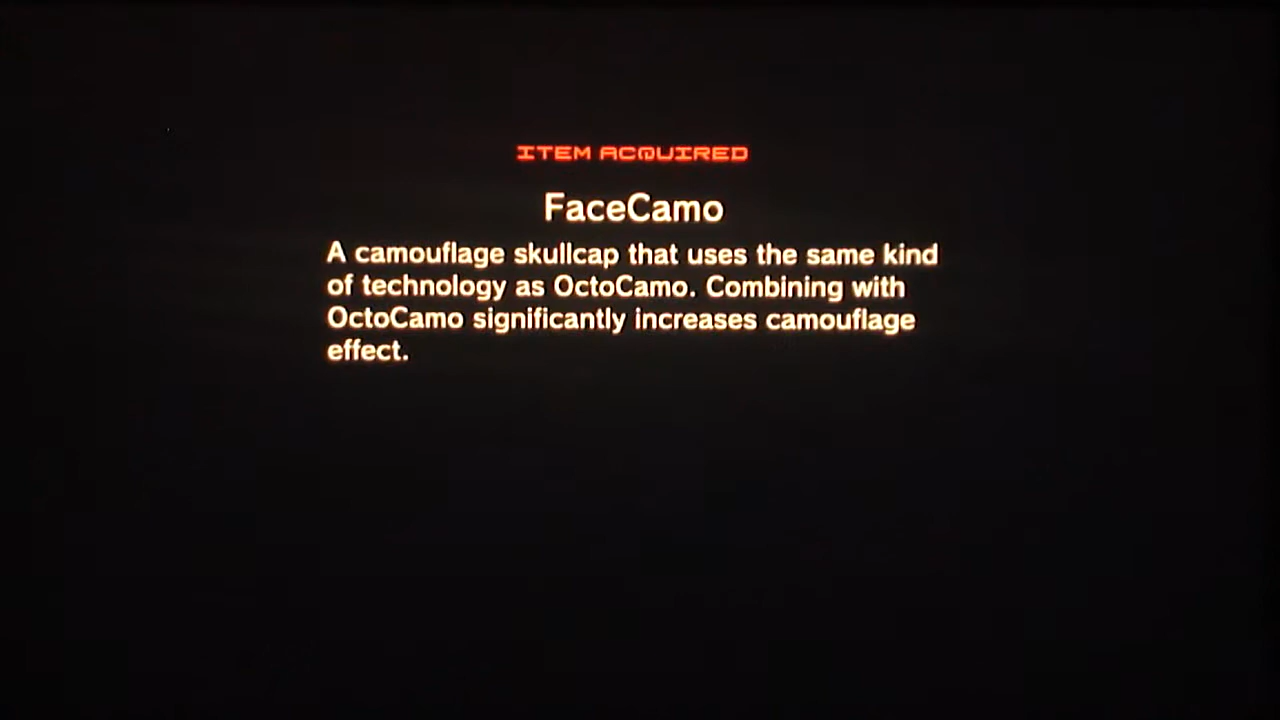 ITEM ACQUIRED
FaceCamo
A camouflage skullcap that uses the same kind
of technology as OctoCamo. Combining with
OctoCamo significantly increases camouflage
effect.